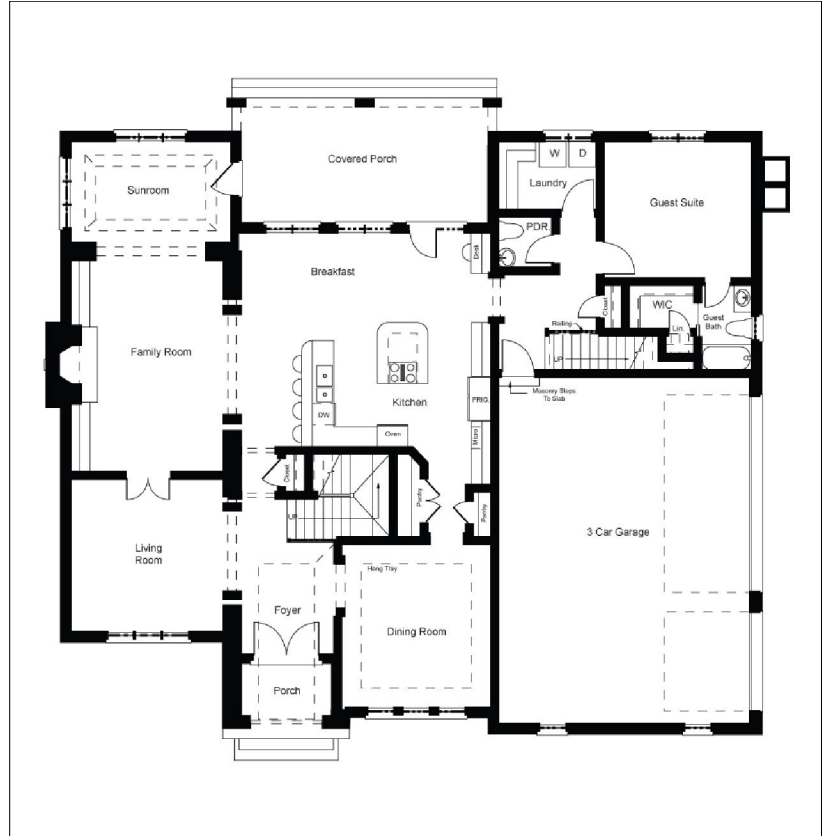 Covered Porch
W
D
Sunroom
Laundry
Guest Suite
PDR.
Desk
Breakfast
WIC
Closet
Guest
Bath
Lin.
Railing
Family Room
UP
Masonry Steps
To Slab
Kitchen
FRIG.
DW
Oven
Micro
Closet
Pantry
Pantry
UP
3 Car Garage
Living
Room
Hang Tray
Foyer
Dining Room
Porch